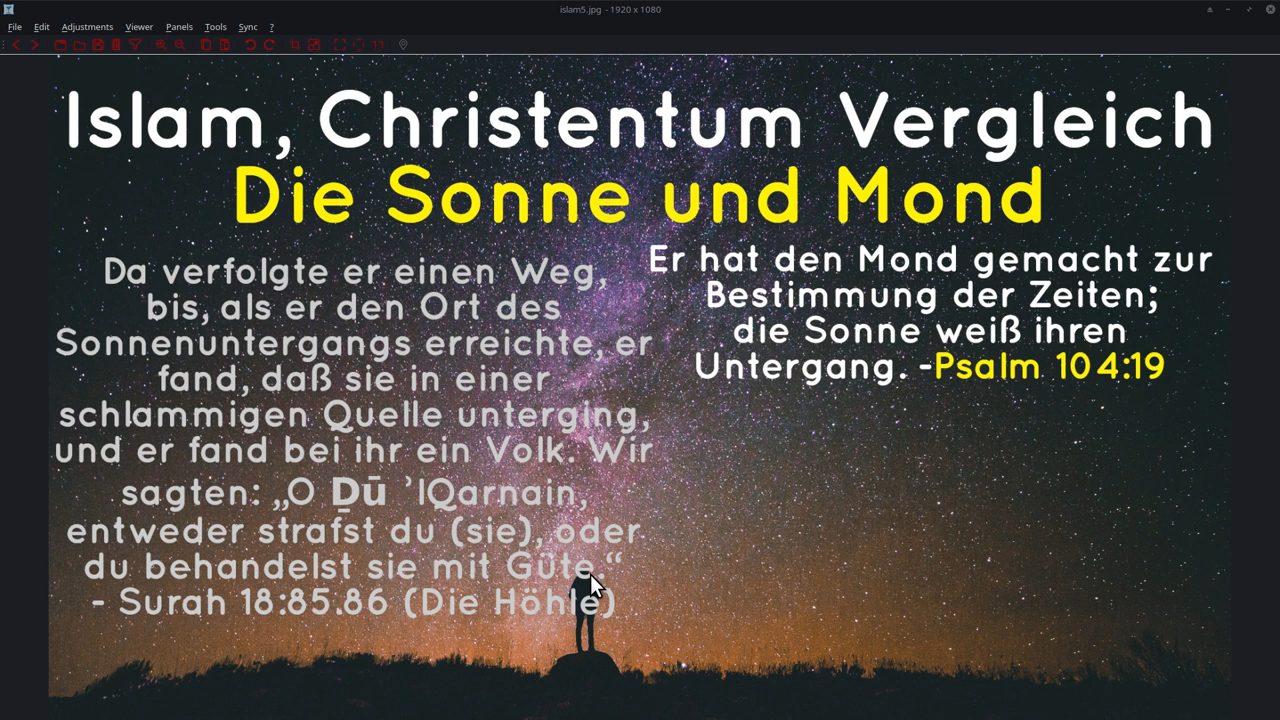 islam5.jpg - 1920 x 1080
File Edit Adjustments Viewer Panels Tools Sync ?
Islam, Christentum Vergleich
Die Sonne und Mond
Da verfolgte er einen Weg,
bis, als er den Ort des
Sonnenuntergangs erreichte, er
fand, daß sie in einer
schlammigen Quelle unterging,
und er fand bei ihr ein Volk. Wir
sagten: „O Ḏū ʾlQarnain,
entweder strafst du (sie), oder
du behandelst sie mit Güte.“
- Surah 18:85.86 (Die Höhle)
Er hat den Mond gemacht zur
Bestimmung der Zeiten;
die Sonne weiß ihren
Untergang. -Psalm 104:19